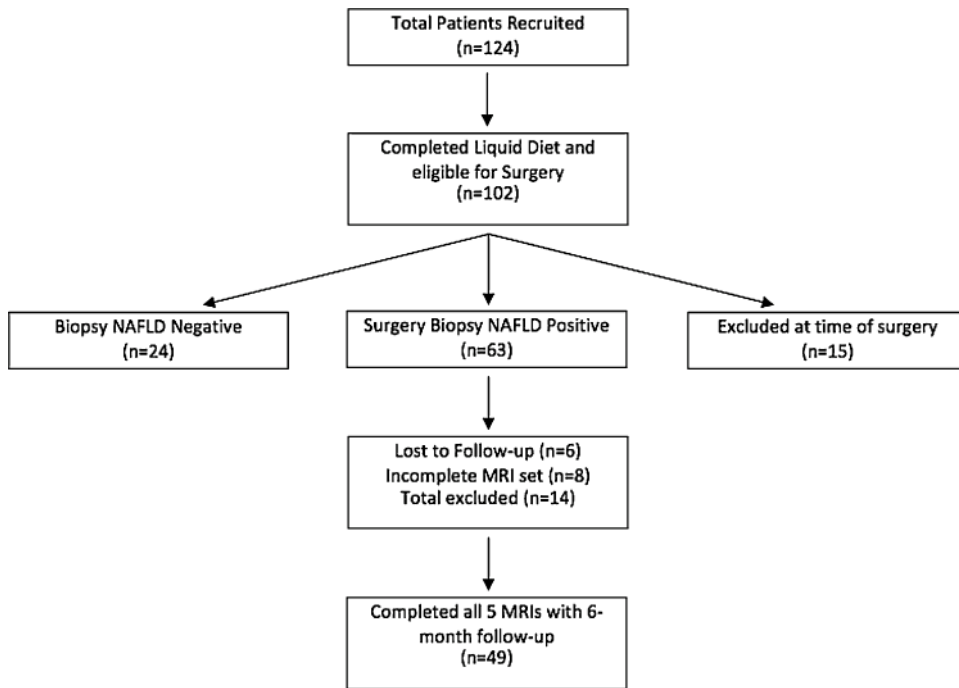 Total Patients Recruited
(n=124)
Completed Liquid Diet and
eligible for Surgery
(n=102)
Biopsy NAFLD Negative
(n=24)
Surgery Biopsy NAFLD Positive
(n=63)
Excluded at time of surgery
(n=15)
Lost to Follow-up (n=6)
Incomplete MRI set (n=8)
Total excluded (n=14)
Completed all 5 MRIs with 6-
month follow-up
(n=49)